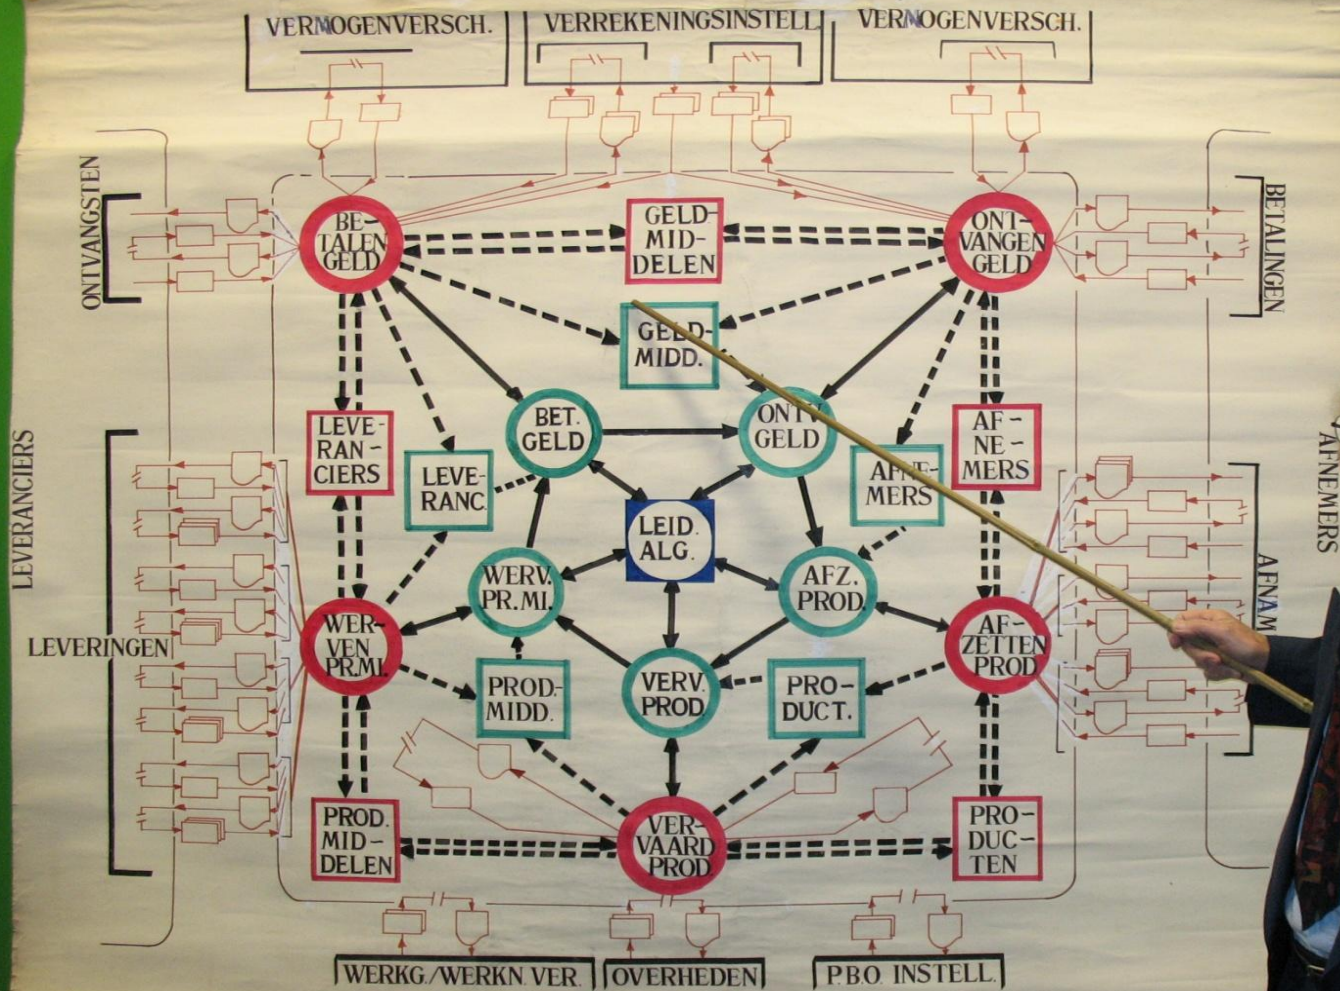 VERMOGENVERSCH.
VERREKENINGSINSTELL
VERMOGENVERSCH.
ONTVANGSTEN
BE-
TALEN
GELD
GELD-
MID-
DELEN
ONT-
VANGEN
GELD
BETALINGEN
GELD-
MIDD.
LEVE-
RAN-
CIERS
BET.
GELD
ONTV
GELD
AF-
NE-
MERS
LEVERANCIERS
LEVE-
RANC.
AFNE-
MERS
AFNEMERS
LEID.
ALG.
WERV.
PR.MI.
AFZ.
PROD.
AFNAM
LEVERINGEN
WER-
VEN
PR.MI.
AF-
ZETTEN
PROD
PROD.-
MIDD.
VERV.
PROD.
PRO-
DUCT.
PROD.
MID-
DELEN
VER-
VAARD
PROD
PRO-
DUC-
TEN
WERKG./WERKN.VER.
OVERHEDEN
P.B.O. INSTELL.